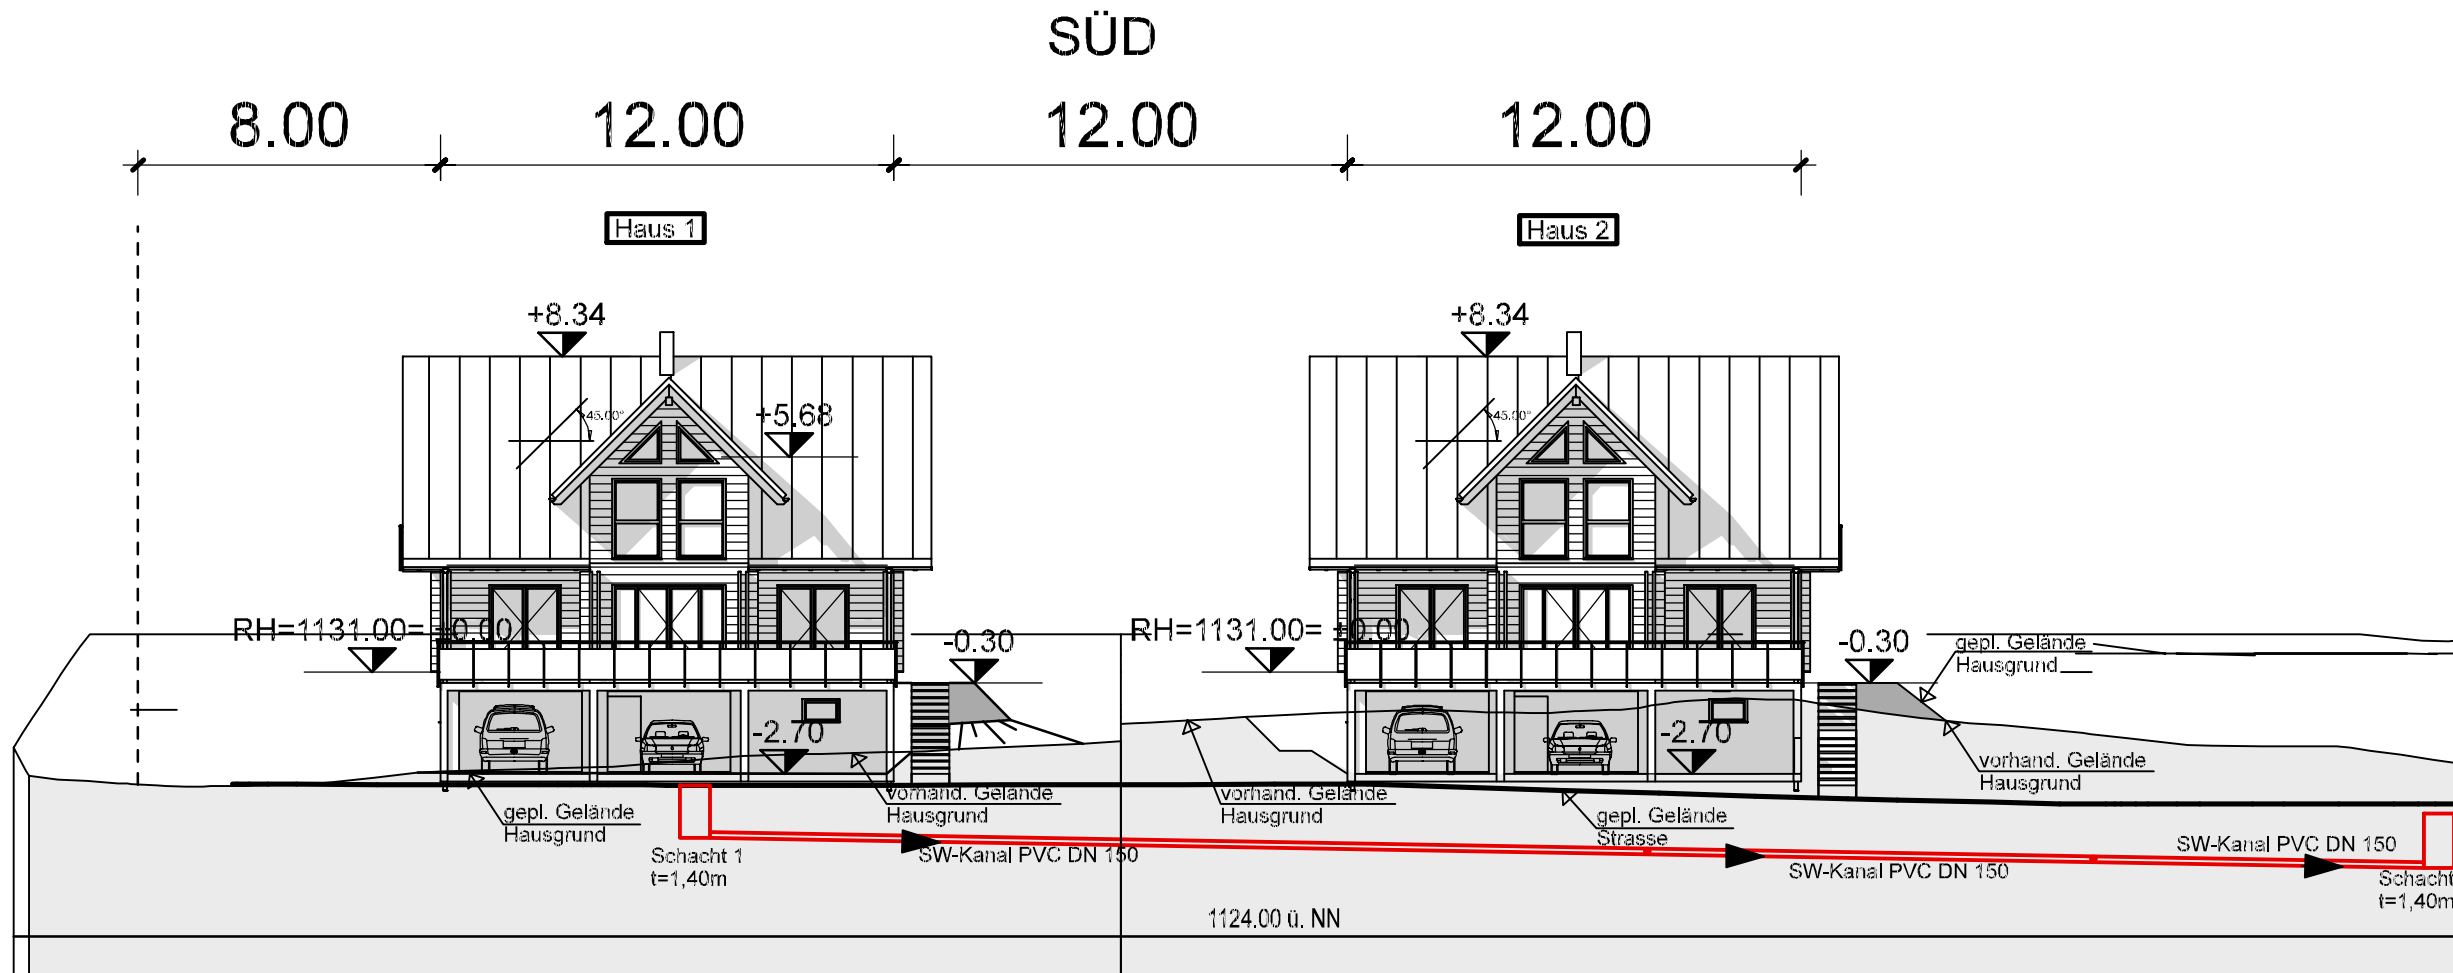 SÜD
8.00 12.00 12.00 12.00
Haus 1 Haus 2
+8.34 +8.34
45.00° +5.68 45.00°
RH=1131.00= +0.00 -0.30 RH=1131.00= +0.00 -0.30
gepl. Gelände
Hausgrund
-2.70 -2.70
vorhand. Gelände
Hausgrund
gepl. Gelände
Hausgrund
vorhand. Gelände
Hausgrund
vorhand. Gelände
Hausgrund
gepl. Gelände
Strasse
Schacht 1
t=1,40m
SW-Kanal PVC DN 150
SW-Kanal PVC DN 150
SW-Kanal PVC DN 150
Schacht
t=1,40m
1124.00 ü. NN